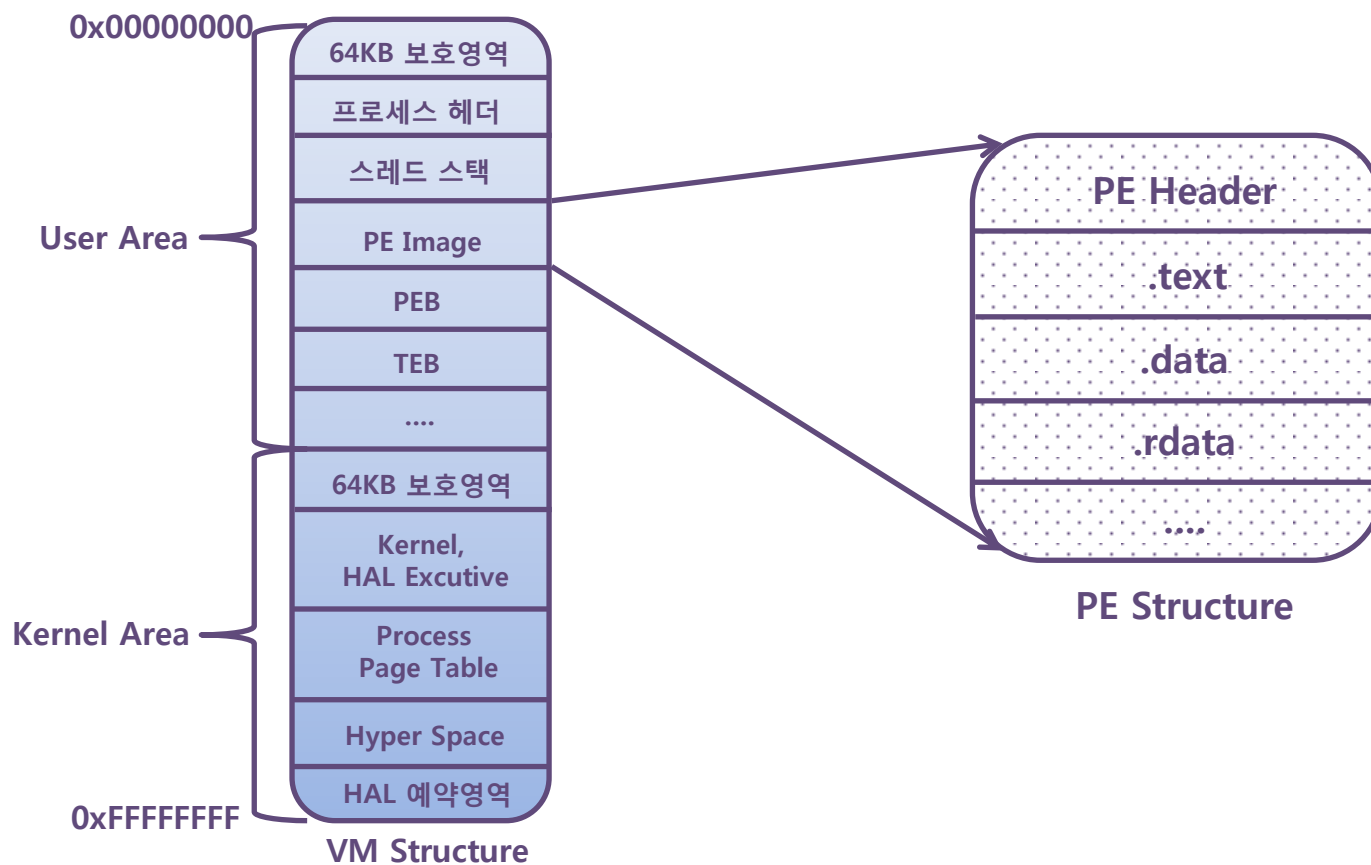 0x00000000
64KB 보호영역
프로세스 헤더
스레드 스택
User Area
PE Image
PEB
TEB
....
64KB 보호영역
Kernel,
HAL Excutive
Kernel Area
Process
Page Table
Hyper Space
HAL 예약영역
0xFFFFFFFF
VM Structure
PE Header
.text
.data
.rdata
....
PE Structure